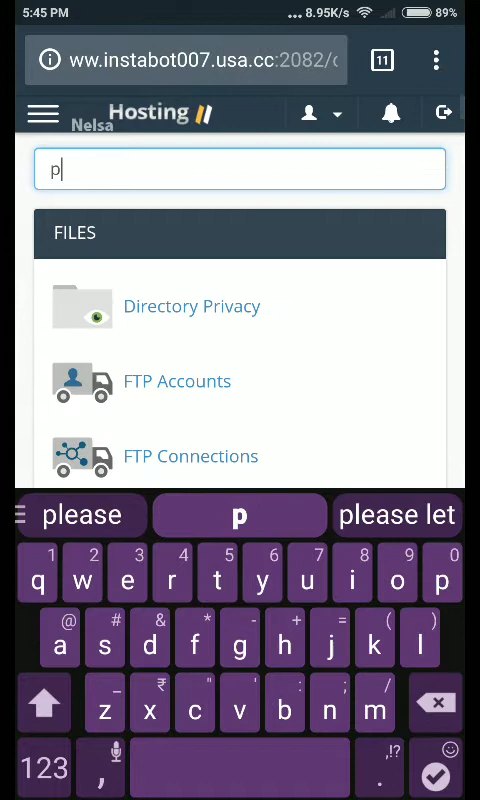 5:45 PM ... 8.95K/s 89%
ww.instabot007.usa.cc:2082/c 11
Hosting
Nelsa
p
FILES
Directory Privacy
FTP Accounts
FTP Connections
please p please let
1 2 3 4 5 6 7 8 9 0
q w e r t y u i o p
@ # & * - + = ( )
a s d f g h j k l
_ ₹ " ' : ; /
z x c v b n m
,!?
123 , .